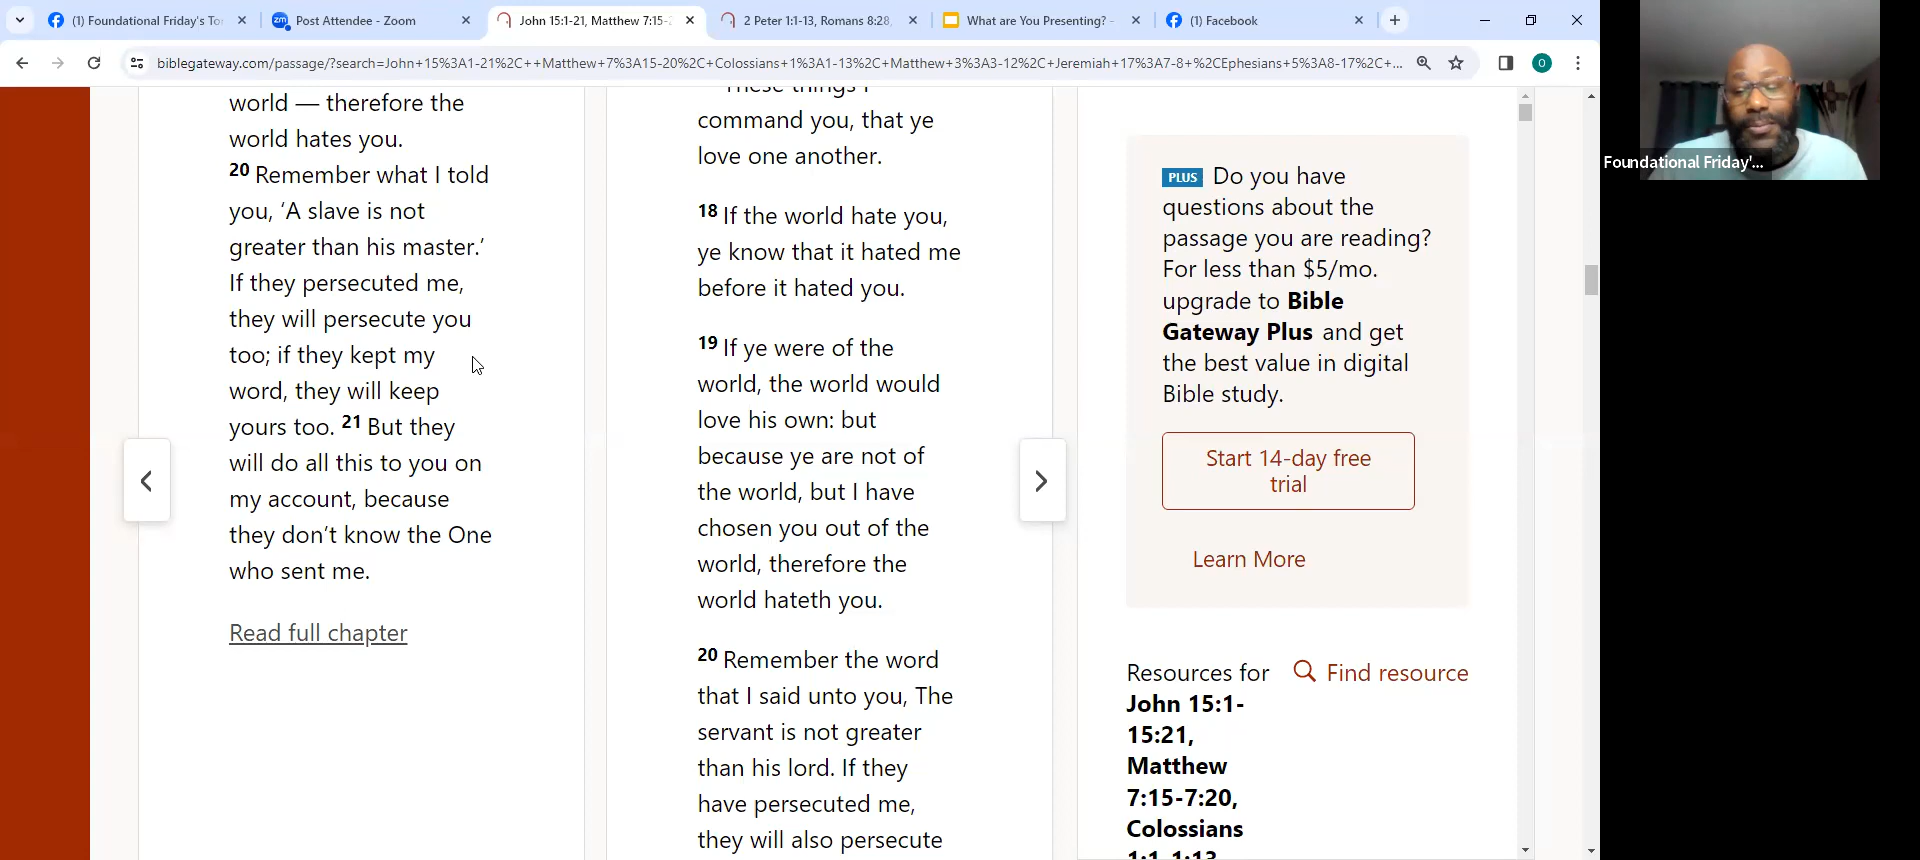 (1) Foundational Friday's To
Post Attendee - Zoom
John 15:1-21, Matthew 7:15-2
2 Peter 1:1-13, Romans 8:28,
What are You Presenting? -
(1) Facebook
biblegateway.com/passage/?search=John+15%3A1-21%2C++Matthew+7%3A15-20%2C+Colossians+1%3A1-13%2C+Matthew+3%3A3-12%2C+Jeremiah+17%3A7-8+%2CEphesians+5%3A8-17%2C+...
world — therefore the
world hates you.
20 Remember what I told
you, ‘A slave is not
greater than his master.’
If they persecuted me,
they will persecute you
too; if they kept my
word, they will keep
yours too. 21 But they
will do all this to you on
my account, because
they don’t know the One
who sent me.
Read full chapter
These things I
command you, that ye
love one another.
18 If the world hate you,
ye know that it hated me
before it hated you.
19 If ye were of the
world, the world would
love his own: but
because ye are not of
the world, but I have
chosen you out of the
world, therefore the
world hateth you.
20 Remember the word
that I said unto you, The
servant is not greater
than his lord. If they
have persecuted me,
they will also persecute
PLUS Do you have
questions about the
passage you are reading?
For less than $5/mo.
upgrade to Bible
Gateway Plus and get
the best value in digital
Bible study.
Start 14-day free
trial
Learn More
Resources for
Find resource
John 15:1-
15:21,
Matthew
7:15-7:20,
Colossians
1:1-1:13
Foundational Friday'...
zm
O